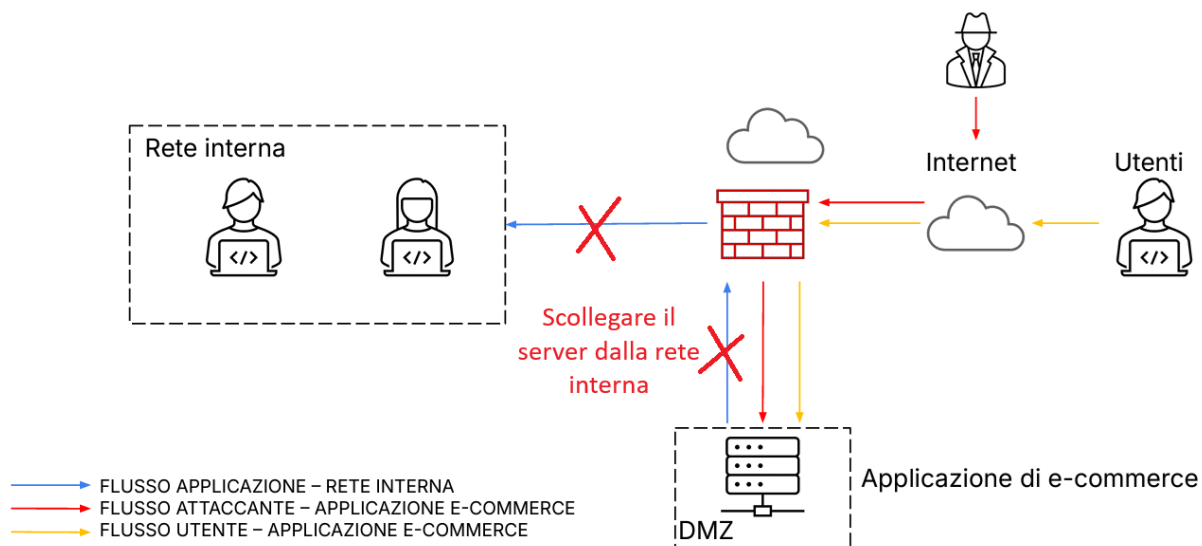 Rete interna
Internet
Utenti
Scollegare il
server dalla rete
interna
Applicazione di e-commerce
DMZ
FLUSSO APPLICAZIONE – RETE INTERNA
FLUSSO ATTACCANTE – APPLICAZIONE E-COMMERCE
FLUSSO UTENTE – APPLICAZIONE E-COMMERCE